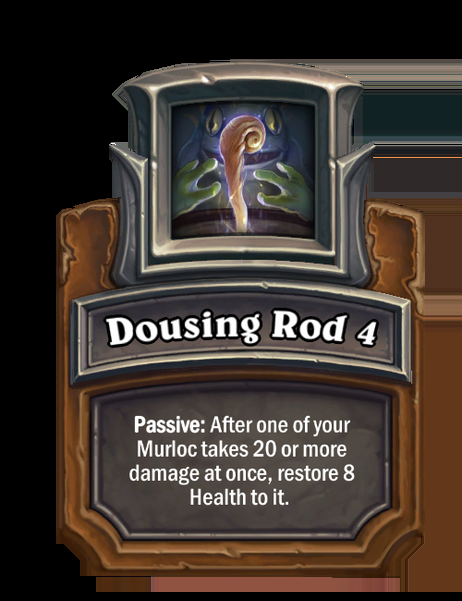 Dousing Rod 4
Passive: After one of your
Murloc takes 20 or more
damage at once, restore 8
Health to it.